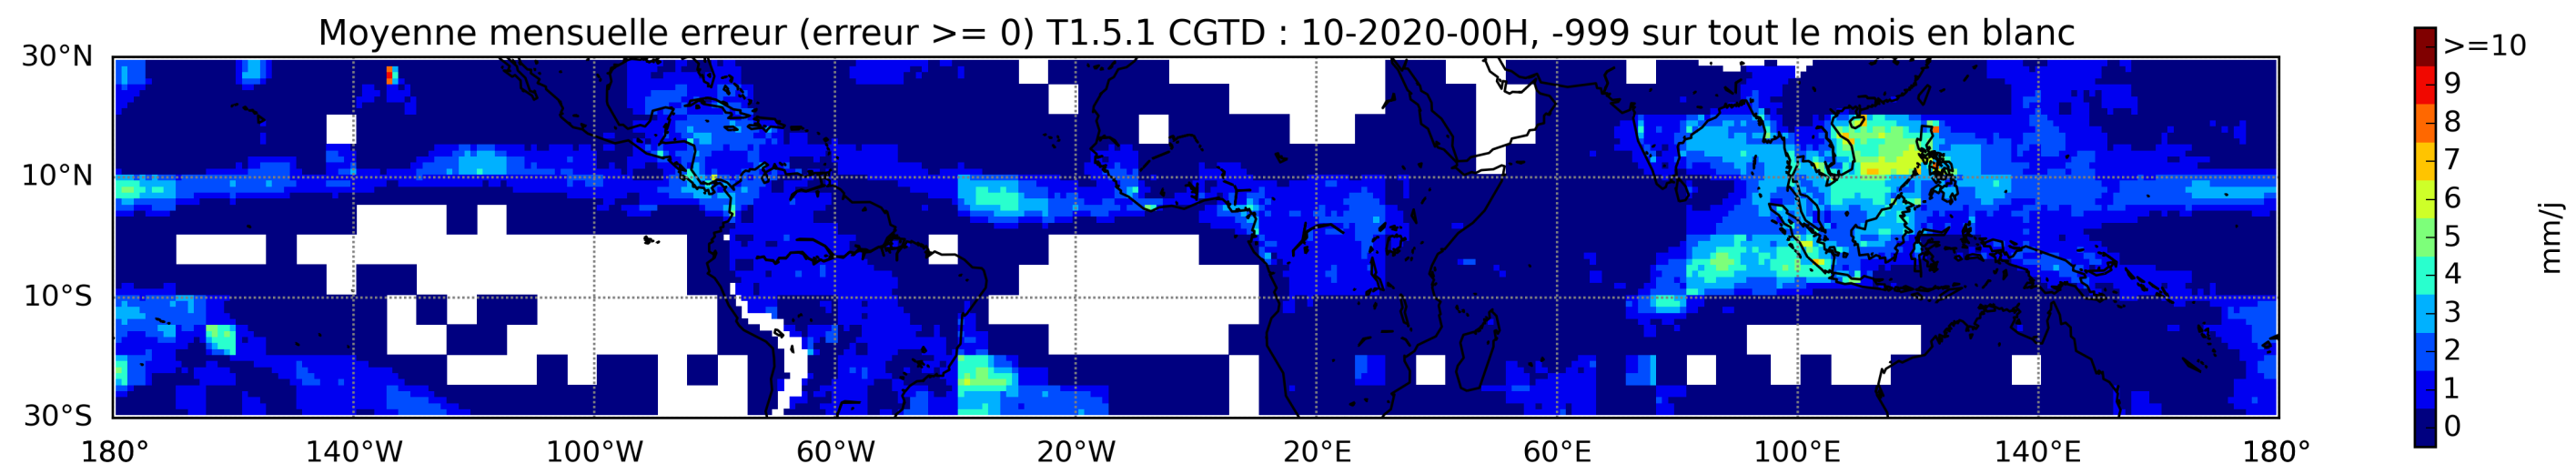 Moyenne mensuelle erreur (erreur >= 0) T1.5.1 CGTD : 10-2020-00H, -999 sur tout le mois en blanc
30°N
10°N
10°S
30°S
180° 140°W 100°W 60°W 20°W 20°E 60°E 100°E 140°E 180°
>=10
9
8
7
6
5
4
3
2
1
0
mm/j